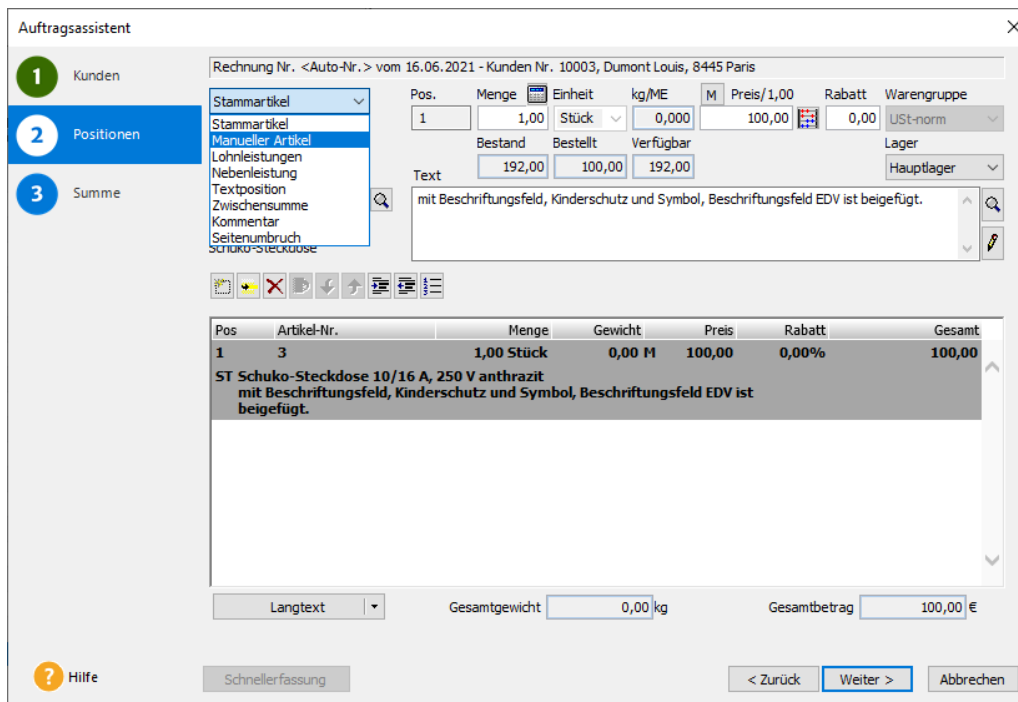 Auftragsassistent
1 Kunden
2 Positionen
3 Summe
Rechnung Nr. <Auto-Nr.> vom 16.06.2021 - Kunden Nr. 10003, Dumont Louis, 8445 Paris
Stammartikel
Stammartikel
Manueller Artikel
Lohnleistungen
Nebenleistung
Textposition
Zwischensumme
Kommentar
Seitenumbruch
Schuko-Steckdose
Pos. Menge Einheit kg/ME M Preis/1,00 Rabatt Warengruppe
1 1,00 Stück 0,000 100,00 0,00 USt-norm
Bestand Bestellt Verfügbar Lager
192,00 100,00 192,00 Hauptlager
Text
mit Beschriftungsfeld, Kinderschutz und Symbol, Beschriftungsfeld EDV ist beigefügt.
Pos Artikel-Nr. Menge Gewicht Preis Rabatt Gesamt
1 3 1,00 Stück 0,00 M 100,00 0,00% 100,00
ST Schuko-Steckdose 10/16 A, 250 V anthrazit
mit Beschriftungsfeld, Kinderschutz und Symbol, Beschriftungsfeld EDV ist
beigefügt.
Langtext Gesamtgewicht 0,00 kg Gesamtbetrag 100,00 €
? Hilfe Schnellerfassung < Zurück Weiter > Abbrechen